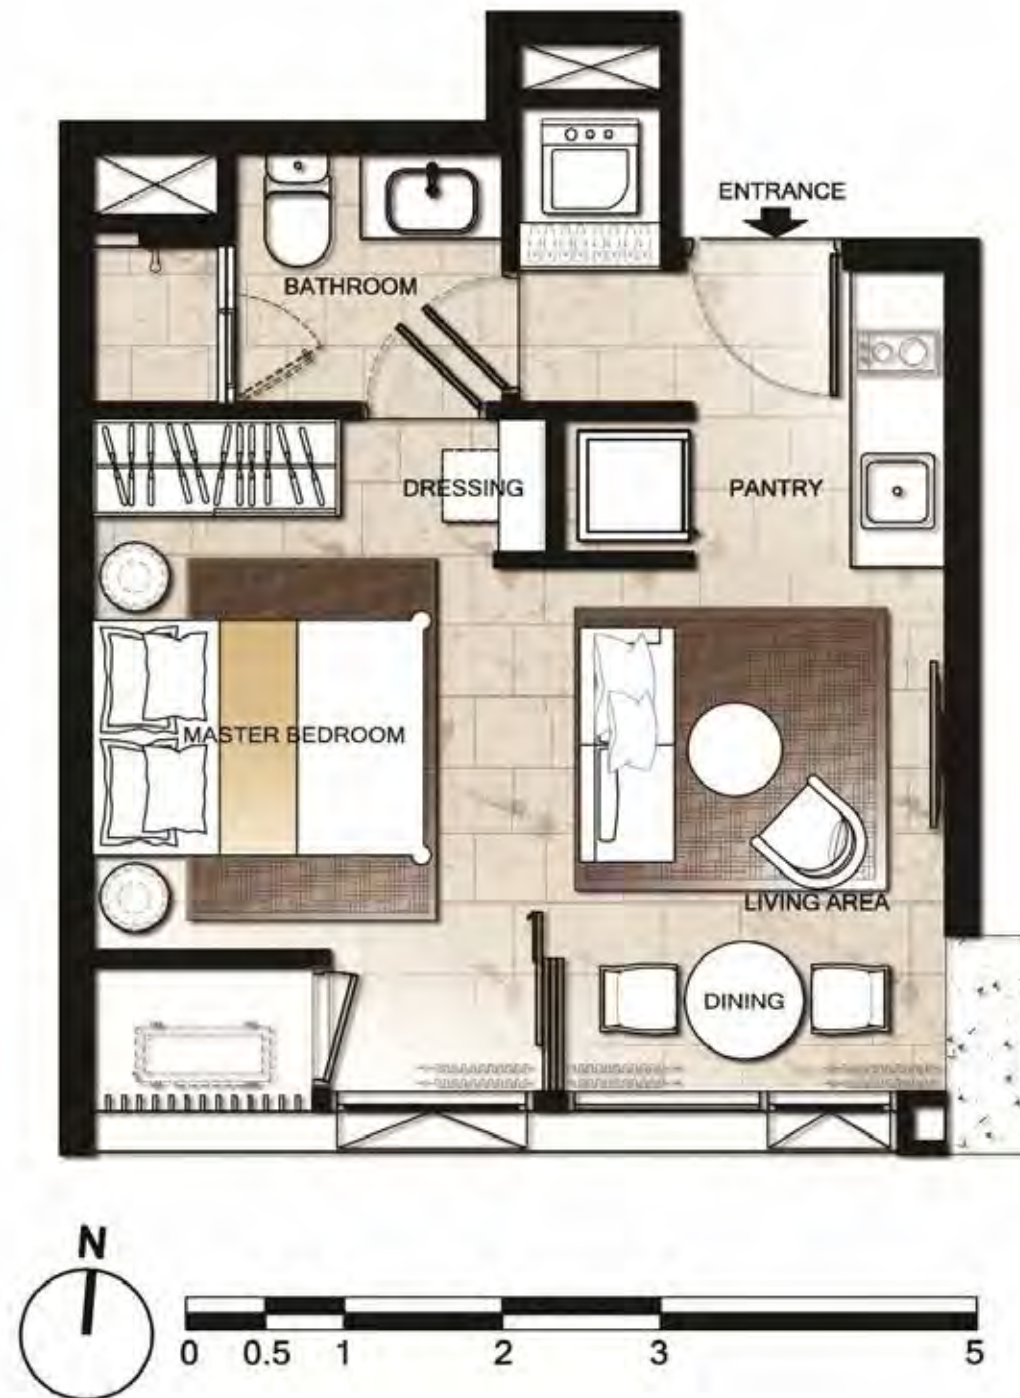 ENTRANCE
BATHROOM
DRESSING
PANTRY
MASTER BEDROOM
LIVING AREA
DINING
N
0 0.5 1 2 3 5